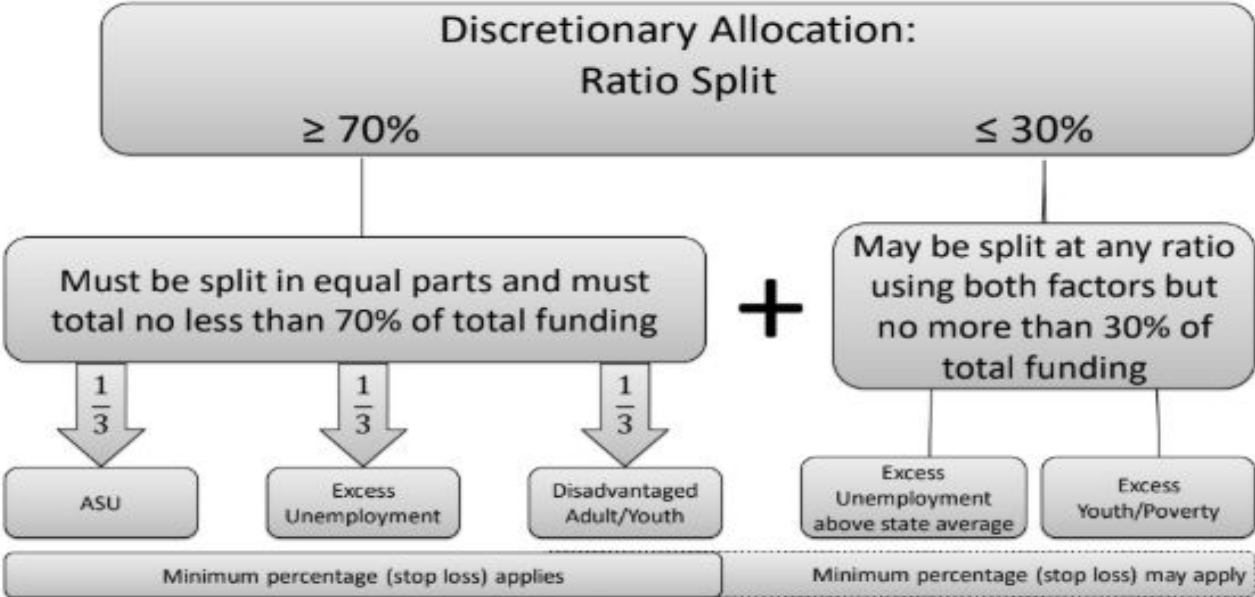 Discretionary Allocation:
Ratio Split
≥ 70%
≤ 30%
Must be split in equal parts and must
total no less than 70% of total funding
+
May be split at any ratio
using both factors but
no more than 30% of
total funding
1/3
1/3
1/3
ASU
Excess
Unemployment
Disadvantaged
Adult/Youth
Excess
Unemployment
above state average
Excess
Youth/Poverty
Minimum percentage (stop loss) applies
Minimum percentage (stop loss) may apply